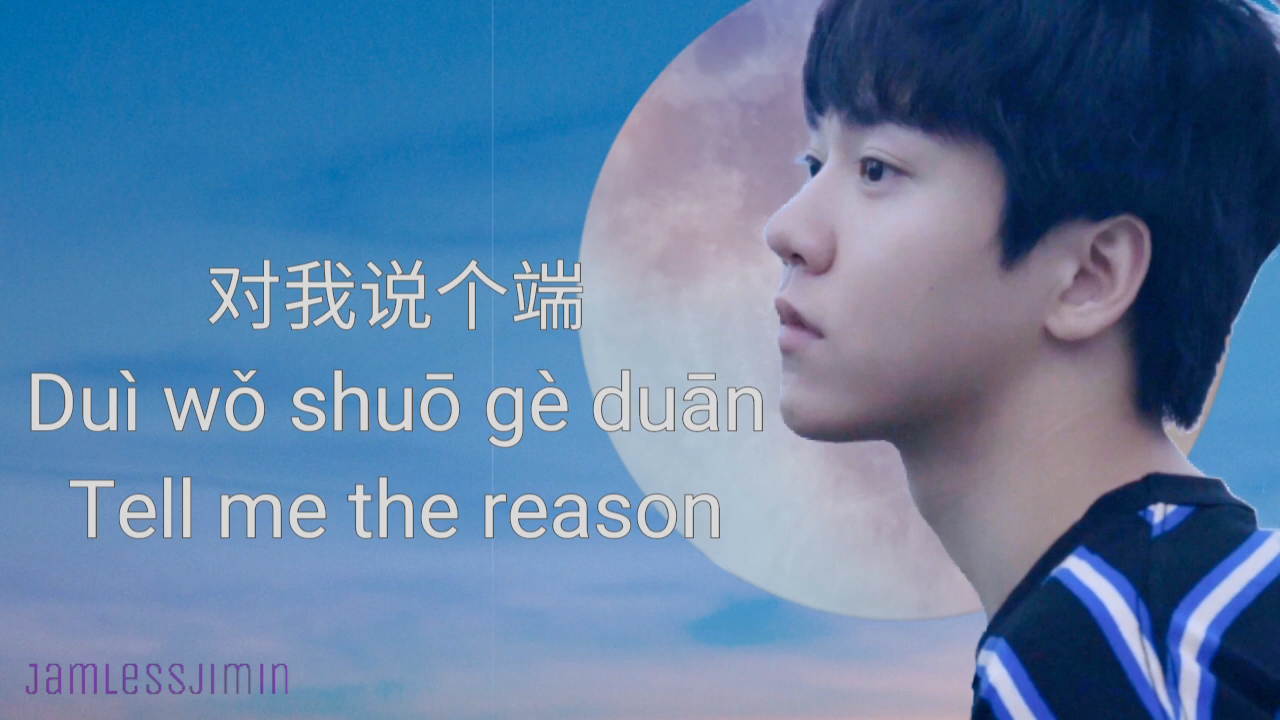 对我说个端
Duì wǒ shuō gè duān
Tell me the reason
JamLessJimin